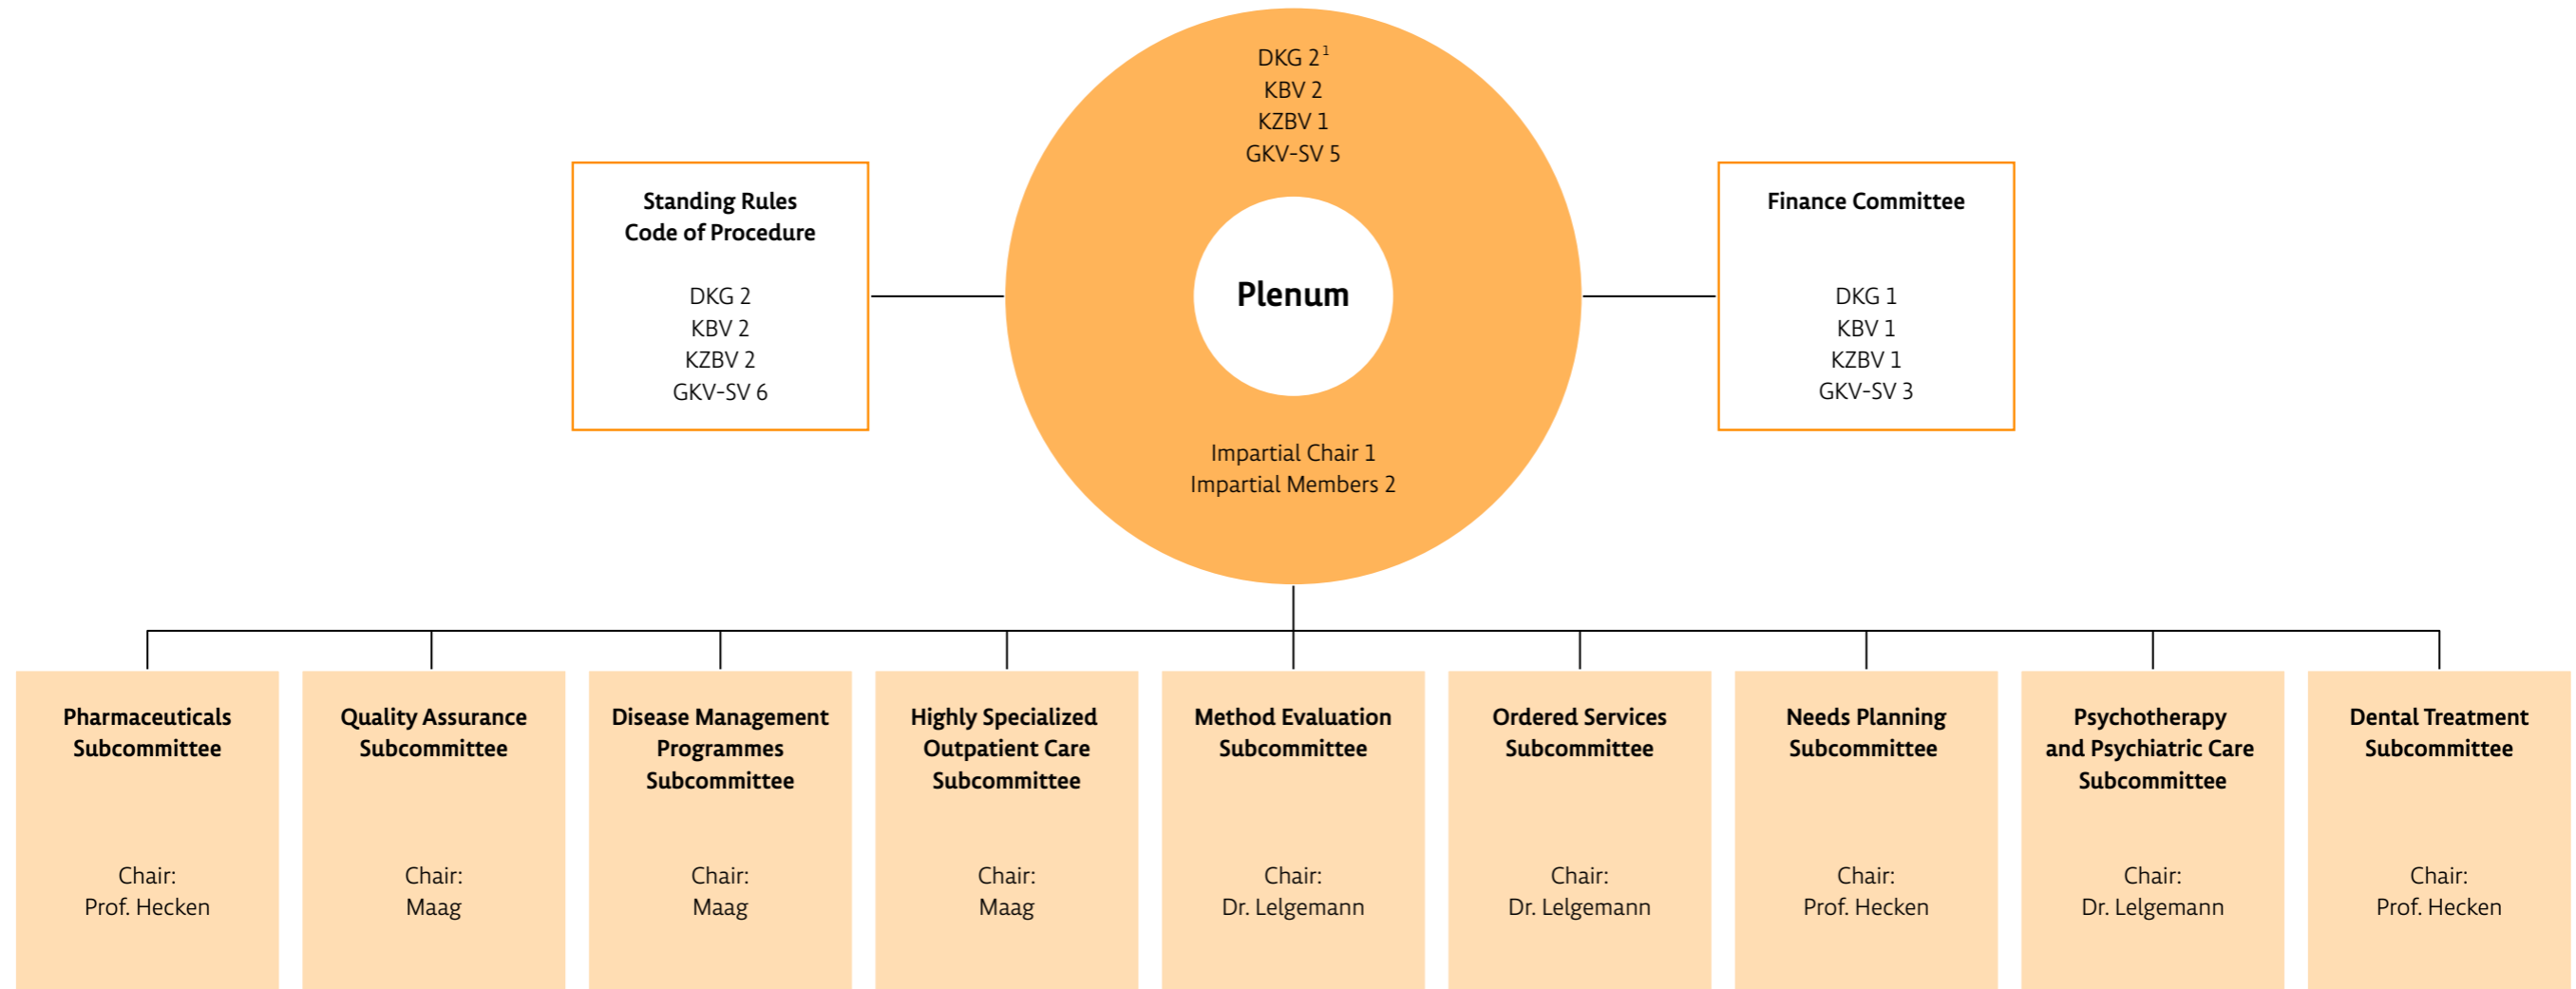 DKG 2¹
KBV 2
KZBV 1
GKV-SV 5
Plenum
Impartial Chair 1
Impartial Members 2
Standing Rules
Code of Procedure
DKG 2
KBV 2
KZBV 2
GKV-SV 6
Finance Committee
DKG 1
KBV 1
KZBV 1
GKV-SV 3
Pharmaceuticals
Subcommittee
Chair:
Prof. Hecken
Quality Assurance
Subcommittee
Chair:
Maag
Disease Management
Programmes
Subcommittee
Chair:
Maag
Highly Specialized
Outpatient Care
Subcommittee
Chair:
Maag
Method Evaluation
Subcommittee
Chair:
Dr. Lelgemann
Ordered Services
Subcommittee
Chair:
Dr. Lelgemann
Needs Planning
Subcommittee
Chair:
Prof. Hecken
Psychotherapy
and Psychiatric Care
Subcommittee
Chair:
Dr. Lelgemann
Dental Treatment
Subcommittee
Chair:
Prof. Hecken